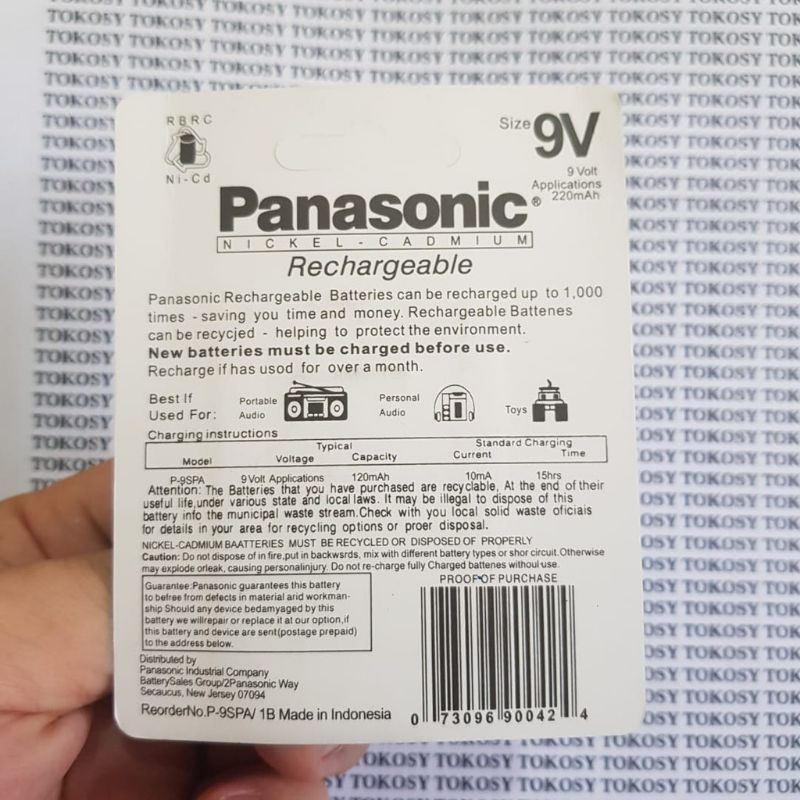 RBRC
Ni-Cd
Size 9V
9 Volt
Applications
220mAh
Panasonic®
NICKEL-CADMIUM
Rechargeable
Panasonic Rechargeable Batteries can be recharged up to 1,000
times - saving you time and money. Rechargeable Battenes
can be recycjed - helping to protect the environment.
New batteries must be charged before use.
Recharge if has usod for over a month.
Best If
Used For:
Portable
Audio
Personal
Audio
Toys
Charging instructions
Typical Standard Charging
Model Voltage Capacity Current Time
P-9SPA 9Volt Applications 120mAh 10mA 15hrs
Attention: The Batteries that you have purchased are recyclable, At the end of their
useful life,under various state and local laws. It may be illegal to dispose of this
battery info the municipal waste stream.Check with you local solid waste oficiais
for details in your area for recycling options or proer disposal.
NICKEL-CADMIUM BAATTERIES MUST BE RECYCLED OR DISPOSED OF PROPERLY
Caution: Do not dispose of in fire,put in backwsrds, mix with different battery types or shor circuit.Otherwise
may explode orleak, causing personalinjury. Do not re-charge fully Charged battenes withoul use.
Guarantee:Panasonic guarantees this battery
to befree from defects in material arid workman-
ship Should any device bedamyaged by this
battery we willrepair or replace it at our option,if
this battery and device are sent(postage prepaid)
to the address below.
PROOF OF PURCHASE
Distributed by
Panasonic Industrial Company
BatterySales Group/2Panasonic Way
Secaucus, New Jersey 07094
ReorderNo.P-9SPA/ 1B Made in Indonesia
0 73096 90042 4
TOKOSY